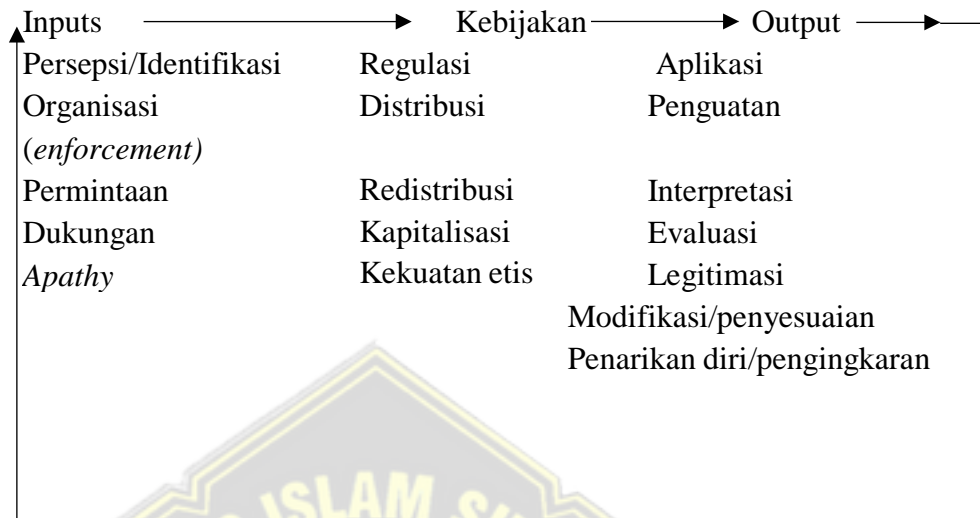 Inputs Kebijakan Output
Persepsi/Identifikasi Regulasi Aplikasi
Organisasi Distribusi Penguatan
(enforcement)
Permintaan Redistribusi Interpretasi
Dukungan Kapitalisasi Evaluasi
Apathy Kekuatan etis Legitimasi
Modifikasi/penyesuaian
Penarikan diri/pengingkaran
ISLAM